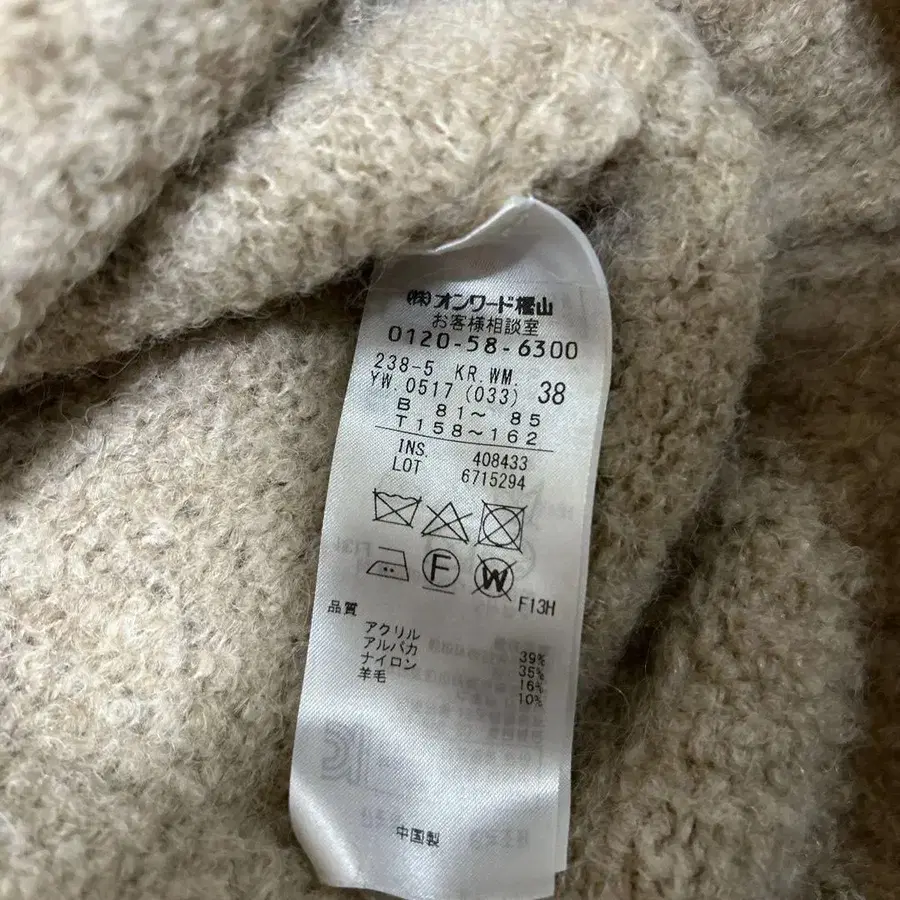 ㈱オンワード樫山
お客様相談室
0120-58-6300
238-5 KR.WM. 38
YW.0517 (033)
B 81～ 85
T158～162
INS. 408433
LOT 6715294
F
W
F13H
品質
アクリル 39%
アルパカ 35%
ナイロン 16%
羊毛 10%
中国製